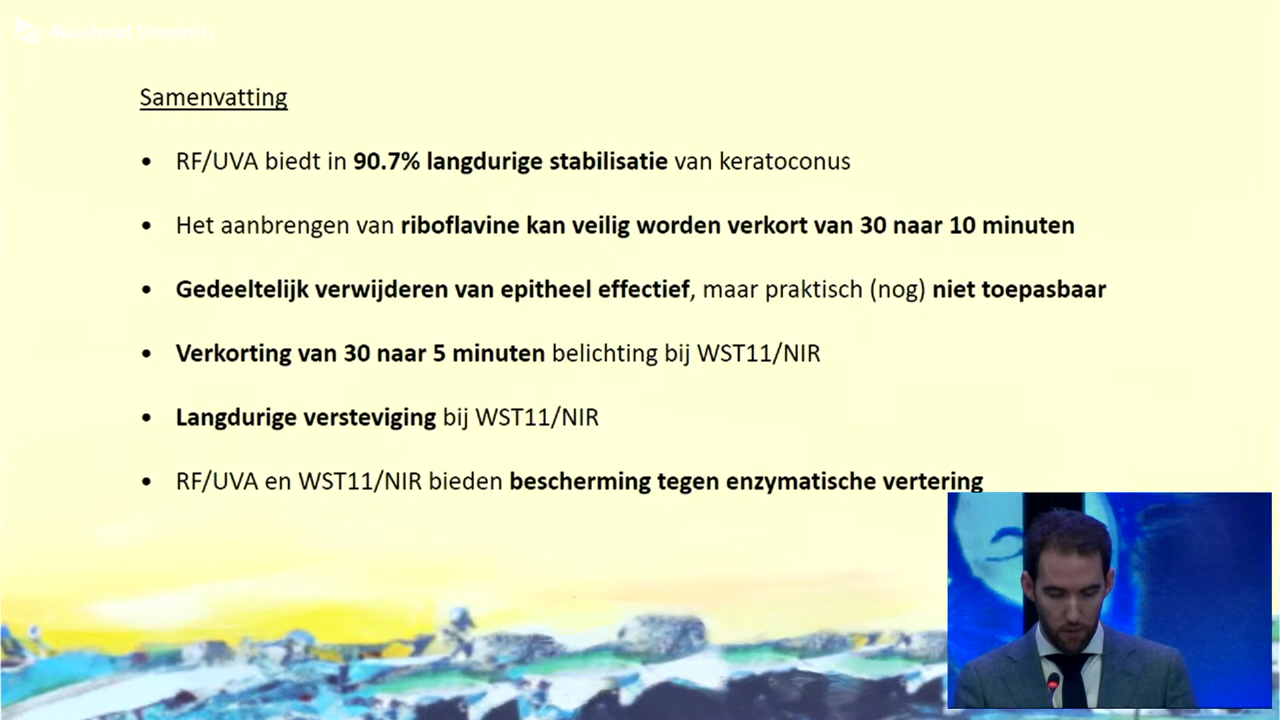 Samenvatting
• RF/UVA biedt in 90.7% langdurige stabilisatie van keratoconus
• Het aanbrengen van riboflavine kan veilig worden verkort van 30 naar 10 minuten
• Gedeeltelijk verwijderen van epitheel effectief, maar praktisch (nog) niet toepasbaar
• Verkorting van 30 naar 5 minuten belichting bij WST11/NIR
• Langdurige versteviging bij WST11/NIR
• RF/UVA en WST11/NIR bieden bescherming tegen enzymatische vertering